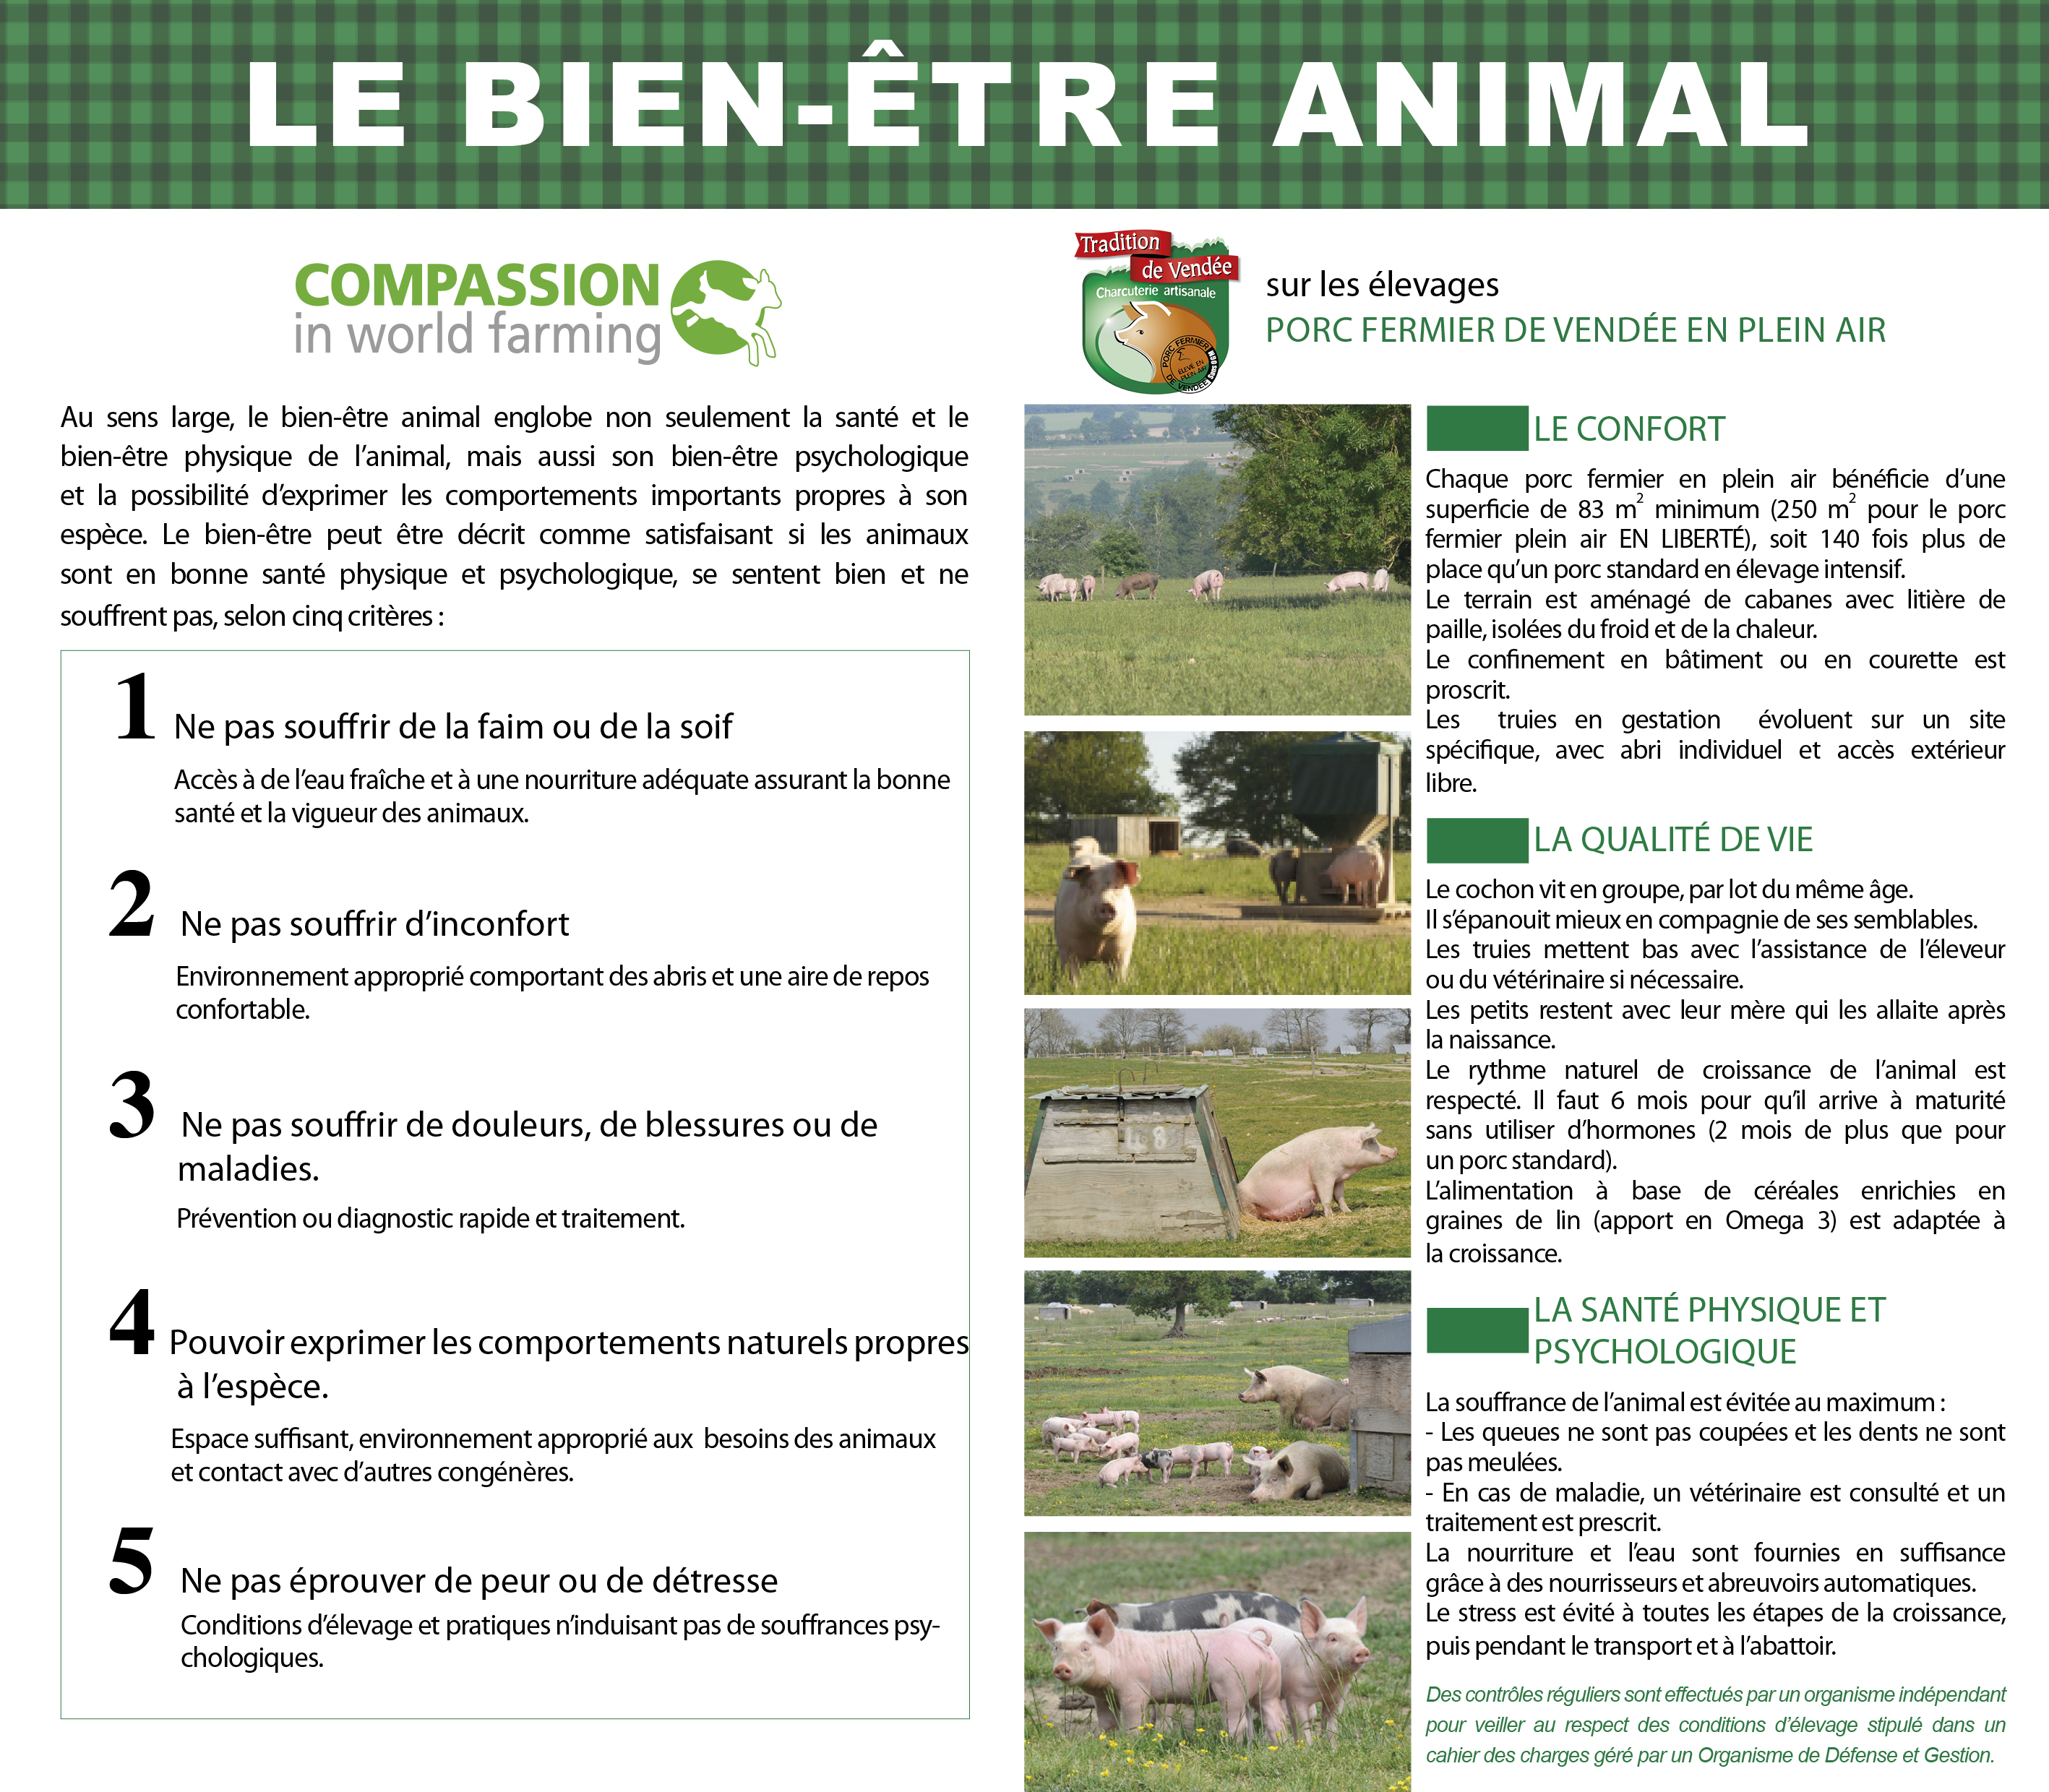 LE BIEN-ÊTRE ANIMAL
COMPASSION
in world farming
Au sens large, le bien-être animal englobe non seulement la santé et le
bien-être physique de l’animal, mais aussi son bien-être psychologique
et la possibilité d’exprimer les comportements importants propres à son
espèce. Le bien-être peut être décrit comme satisfaisant si les animaux
sont en bonne santé physique et psychologique, se sentent bien et ne
souffrent pas, selon cinq critères :
1 Ne pas souffrir de la faim ou de la soif
Accès à de l’eau fraîche et à une nourriture adéquate assurant la bonne
santé et la vigueur des animaux.
2 Ne pas souffrir d’inconfort
Environnement approprié comportant des abris et une aire de repos
confortable.
3 Ne pas souffrir de douleurs, de blessures ou de
maladies.
Prévention ou diagnostic rapide et traitement.
4 Pouvoir exprimer les comportements naturels propres
à l’espèce.
Espace suffisant, environnement approprié aux besoins des animaux
et contact avec d’autres congénères.
5 Ne pas éprouver de peur ou de détresse
Conditions d’élevage et pratiques n’induisant pas de souffrances psy-
chologiques.
Tradition
de Vendée
Charcuterie artisanale
PORC FERMIER
ELEVÉ EN
PLEIN AIR
DE VENDÉE
sur les élevages
PORC FERMIER DE VENDÉE EN PLEIN AIR
LE CONFORT
Chaque porc fermier en plein air bénéficie d’une
superficie de 83 m² minimum (250 m² pour le porc
fermier plein air EN LIBERTÉ), soit 140 fois plus de
place qu’un porc standard en élevage intensif.
Le terrain est aménagé de cabanes avec litière de
paille, isolées du froid et de la chaleur.
Le confinement en bâtiment ou en courette est
proscrit.
Les truies en gestation évoluent sur un site
spécifique, avec abri individuel et accès extérieur
libre.
LA QUALITÉ DE VIE
Le cochon vit en groupe, par lot du même âge.
Il s’épanouit mieux en compagnie de ses semblables.
Les truies mettent bas avec l’assistance de l’éleveur
ou du vétérinaire si nécessaire.
Les petits restent avec leur mère qui les allaite après
la naissance.
Le rythme naturel de croissance de l’animal est
respecté. Il faut 6 mois pour qu’il arrive à maturité
sans utiliser d’hormones (2 mois de plus que pour
un porc standard).
L’alimentation à base de céréales enrichies en
graines de lin (apport en Omega 3) est adaptée à
la croissance.
LA SANTÉ PHYSIQUE ET
PSYCHOLOGIQUE
La souffrance de l’animal est évitée au maximum :
- Les queues ne sont pas coupées et les dents ne sont
pas meulées.
- En cas de maladie, un vétérinaire est consulté et un
traitement est prescrit.
La nourriture et l’eau sont fournies en suffisance
grâce à des nourrisseurs et abreuvoirs automatiques.
Le stress est évité à toutes les étapes de la croissance,
puis pendant le transport et à l’abattoir.
Des contrôles réguliers sont effectués par un organisme indépendant
pour veiller au respect des conditions d’élevage stipulé dans un
cahier des charges géré par un Organisme de Défense et Gestion.